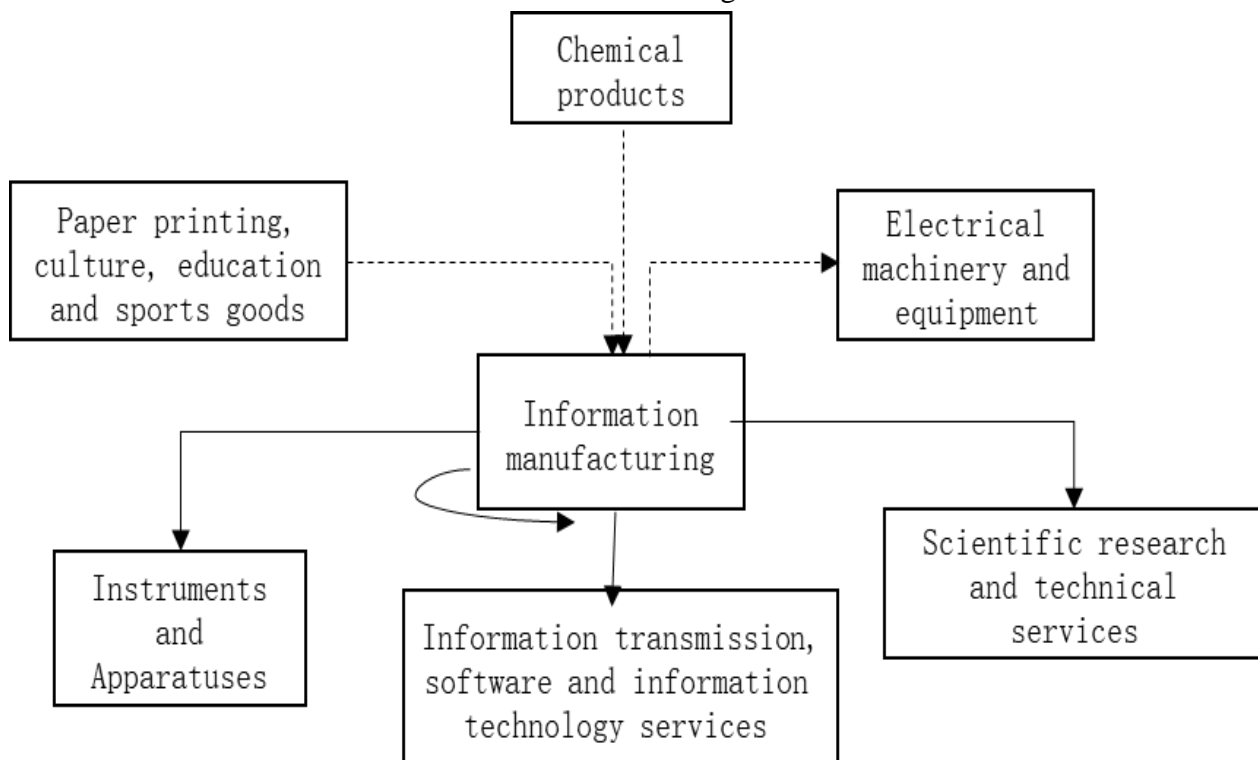 Chemical
products
Paper printing,
culture, education
and sports goods
Electrical
machinery and
equipment
Information
manufacturing
Instruments
and
Apparatuses
Information transmission,
software and information
technology services
Scientific research
and technical
services